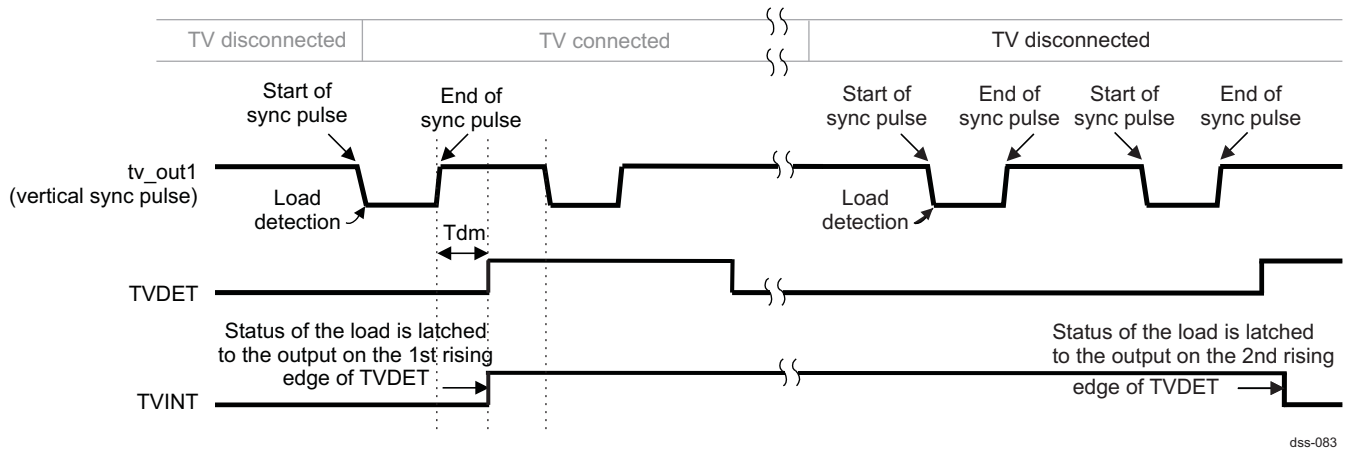 TV disconnected
TV connected
TV disconnected
Start of
sync pulse
End of
sync pulse
Start of
sync pulse
End of
sync pulse
Start of
sync pulse
End of
sync pulse
tv_out1
(vertical sync pulse)
Load
detection
Load
detection
Tdm
TVDET
Status of the load is latched
to the output on the 1st rising
edge of TVDET
Status of the load is latched
to the output on the 2nd rising
edge of TVDET
TVINT
dss-083